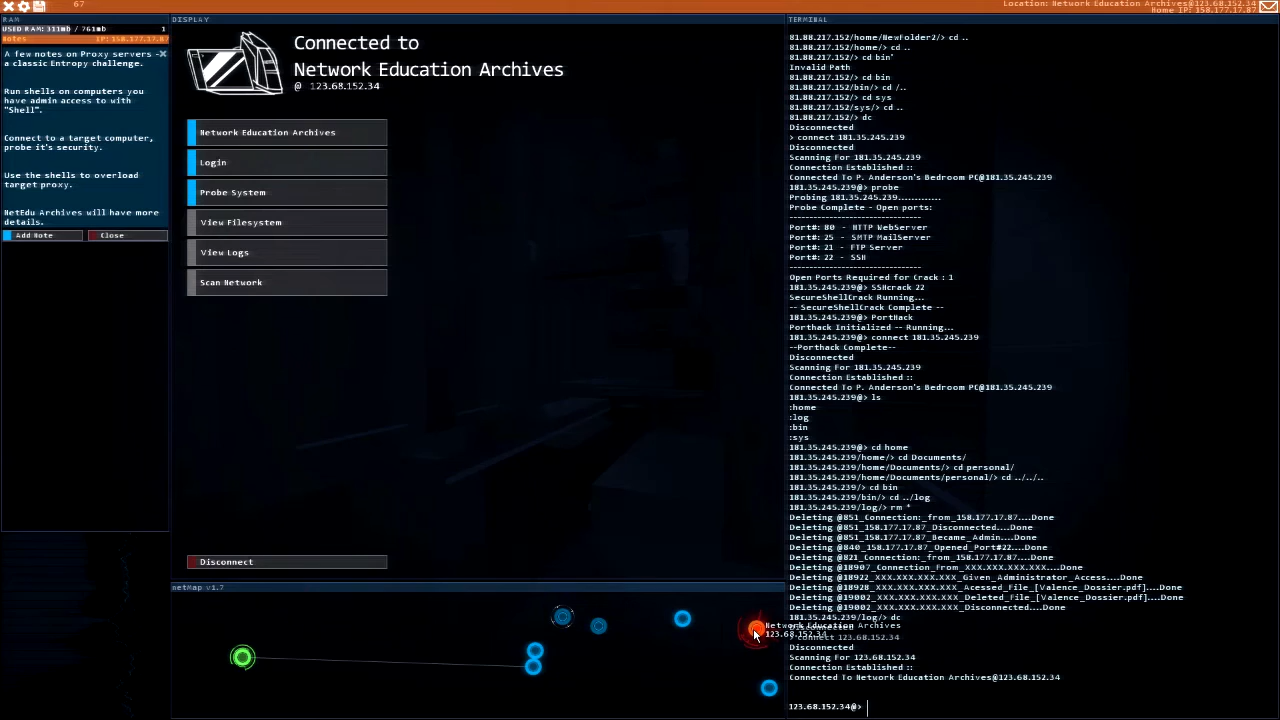 67
Location: Network Education Archives@123.68.152.34
Home IP: 158.177.17.87
RAM
USED RAM: 311mb / 761mb
1
notes
IP:158.177.17.87
A few notes on Proxy servers -
a classic Entropy challenge.
Run shells on computers you
have admin access to with
"Shell".
Connect to a target computer,
probe it's security.
Use the shells to overload
target proxy.
NetEdu Archives will have more
details.
Add Note
Close
DISPLAY
Connected to
Network Education Archives
@ 123.68.152.34
Network Education Archives
Login
Probe System
View Filesystem
View Logs
Scan Network
Disconnect
netMap v1.7
Network Education Archives
123.68.152.34
TERMINAL
81.88.217.152/home/NewFolder2/> cd ..
81.88.217.152/home/> cd ..
81.88.217.152/> cd bin'
Invalid Path
81.88.217.152/> cd bin
81.88.217.152/bin/> cd /..
81.88.217.152/> cd sys
81.88.217.152/sys/> cd ..
81.88.217.152/> dc
Disconnected
> connect 181.35.245.239
Disconnected
Scanning For 181.35.245.239
Connection Established ::
Connected To P. Anderson's Bedroom PC@181.35.245.239
181.35.245.239@> probe
Probing 181.35.245.239.............
Probe Complete - Open ports:
---------------------------------
Port#: 80 - HTTP WebServer
Port#: 25 - SMTP MailServer
Port#: 21 - FTP Server
Port#: 22 - SSH
---------------------------------
Open Ports Required for Crack : 1
181.35.245.239@> SSHcrack 22
SecureShellCrack Running...
-- SecureShellCrack Complete --
181.35.245.239@> PortHack
Porthack Initialized -- Running...
181.35.245.239@> connect 181.35.245.239
--Porthack Complete--
Disconnected
Scanning For 181.35.245.239
Connection Established ::
Connected To P. Anderson's Bedroom PC@181.35.245.239
181.35.245.239@> ls
:home
:log
:bin
:sys
181.35.245.239@> cd home
181.35.245.239/home/> cd Documents/
181.35.245.239/home/Documents/> cd personal/
181.35.245.239/home/Documents/personal/> cd ../../..
181.35.245.239/> cd bin
181.35.245.239/bin/> cd ../log
181.35.245.239/log/> rm *
Deleting @851_Connection:_from_158.177.17.87....Done
Deleting @851_158.177.17.87_Disconnected....Done
Deleting @851_158.177.17.87_Became_Admin....Done
Deleting @840_158.177.17.87_Opened_Port#22....Done
Deleting @821_Connection:_from_158.177.17.87....Done
Deleting @18907_Connection_From_XXX.XXX.XXX.XXX....Done
Deleting @18922_XXX.XXX.XXX.XXX_Given_Administrator_Access....Done
Deleting @18928_XXX.XXX.XXX.XXX_Acessed_File_[Valence_Dossier.pdf]....Done
Deleting @19002_XXX.XXX.XXX.XXX_Deleted_File_[Valence_Dossier.pdf]....Done
Deleting @19002_XXX.XXX.XXX.XXX_Disconnected....Done
181.35.245.239/log/> dc
Disconnected
> connect 123.68.152.34
Disconnected
Scanning For 123.68.152.34
Connection Established ::
Connected To Network Education Archives@123.68.152.34
123.68.152.34@>